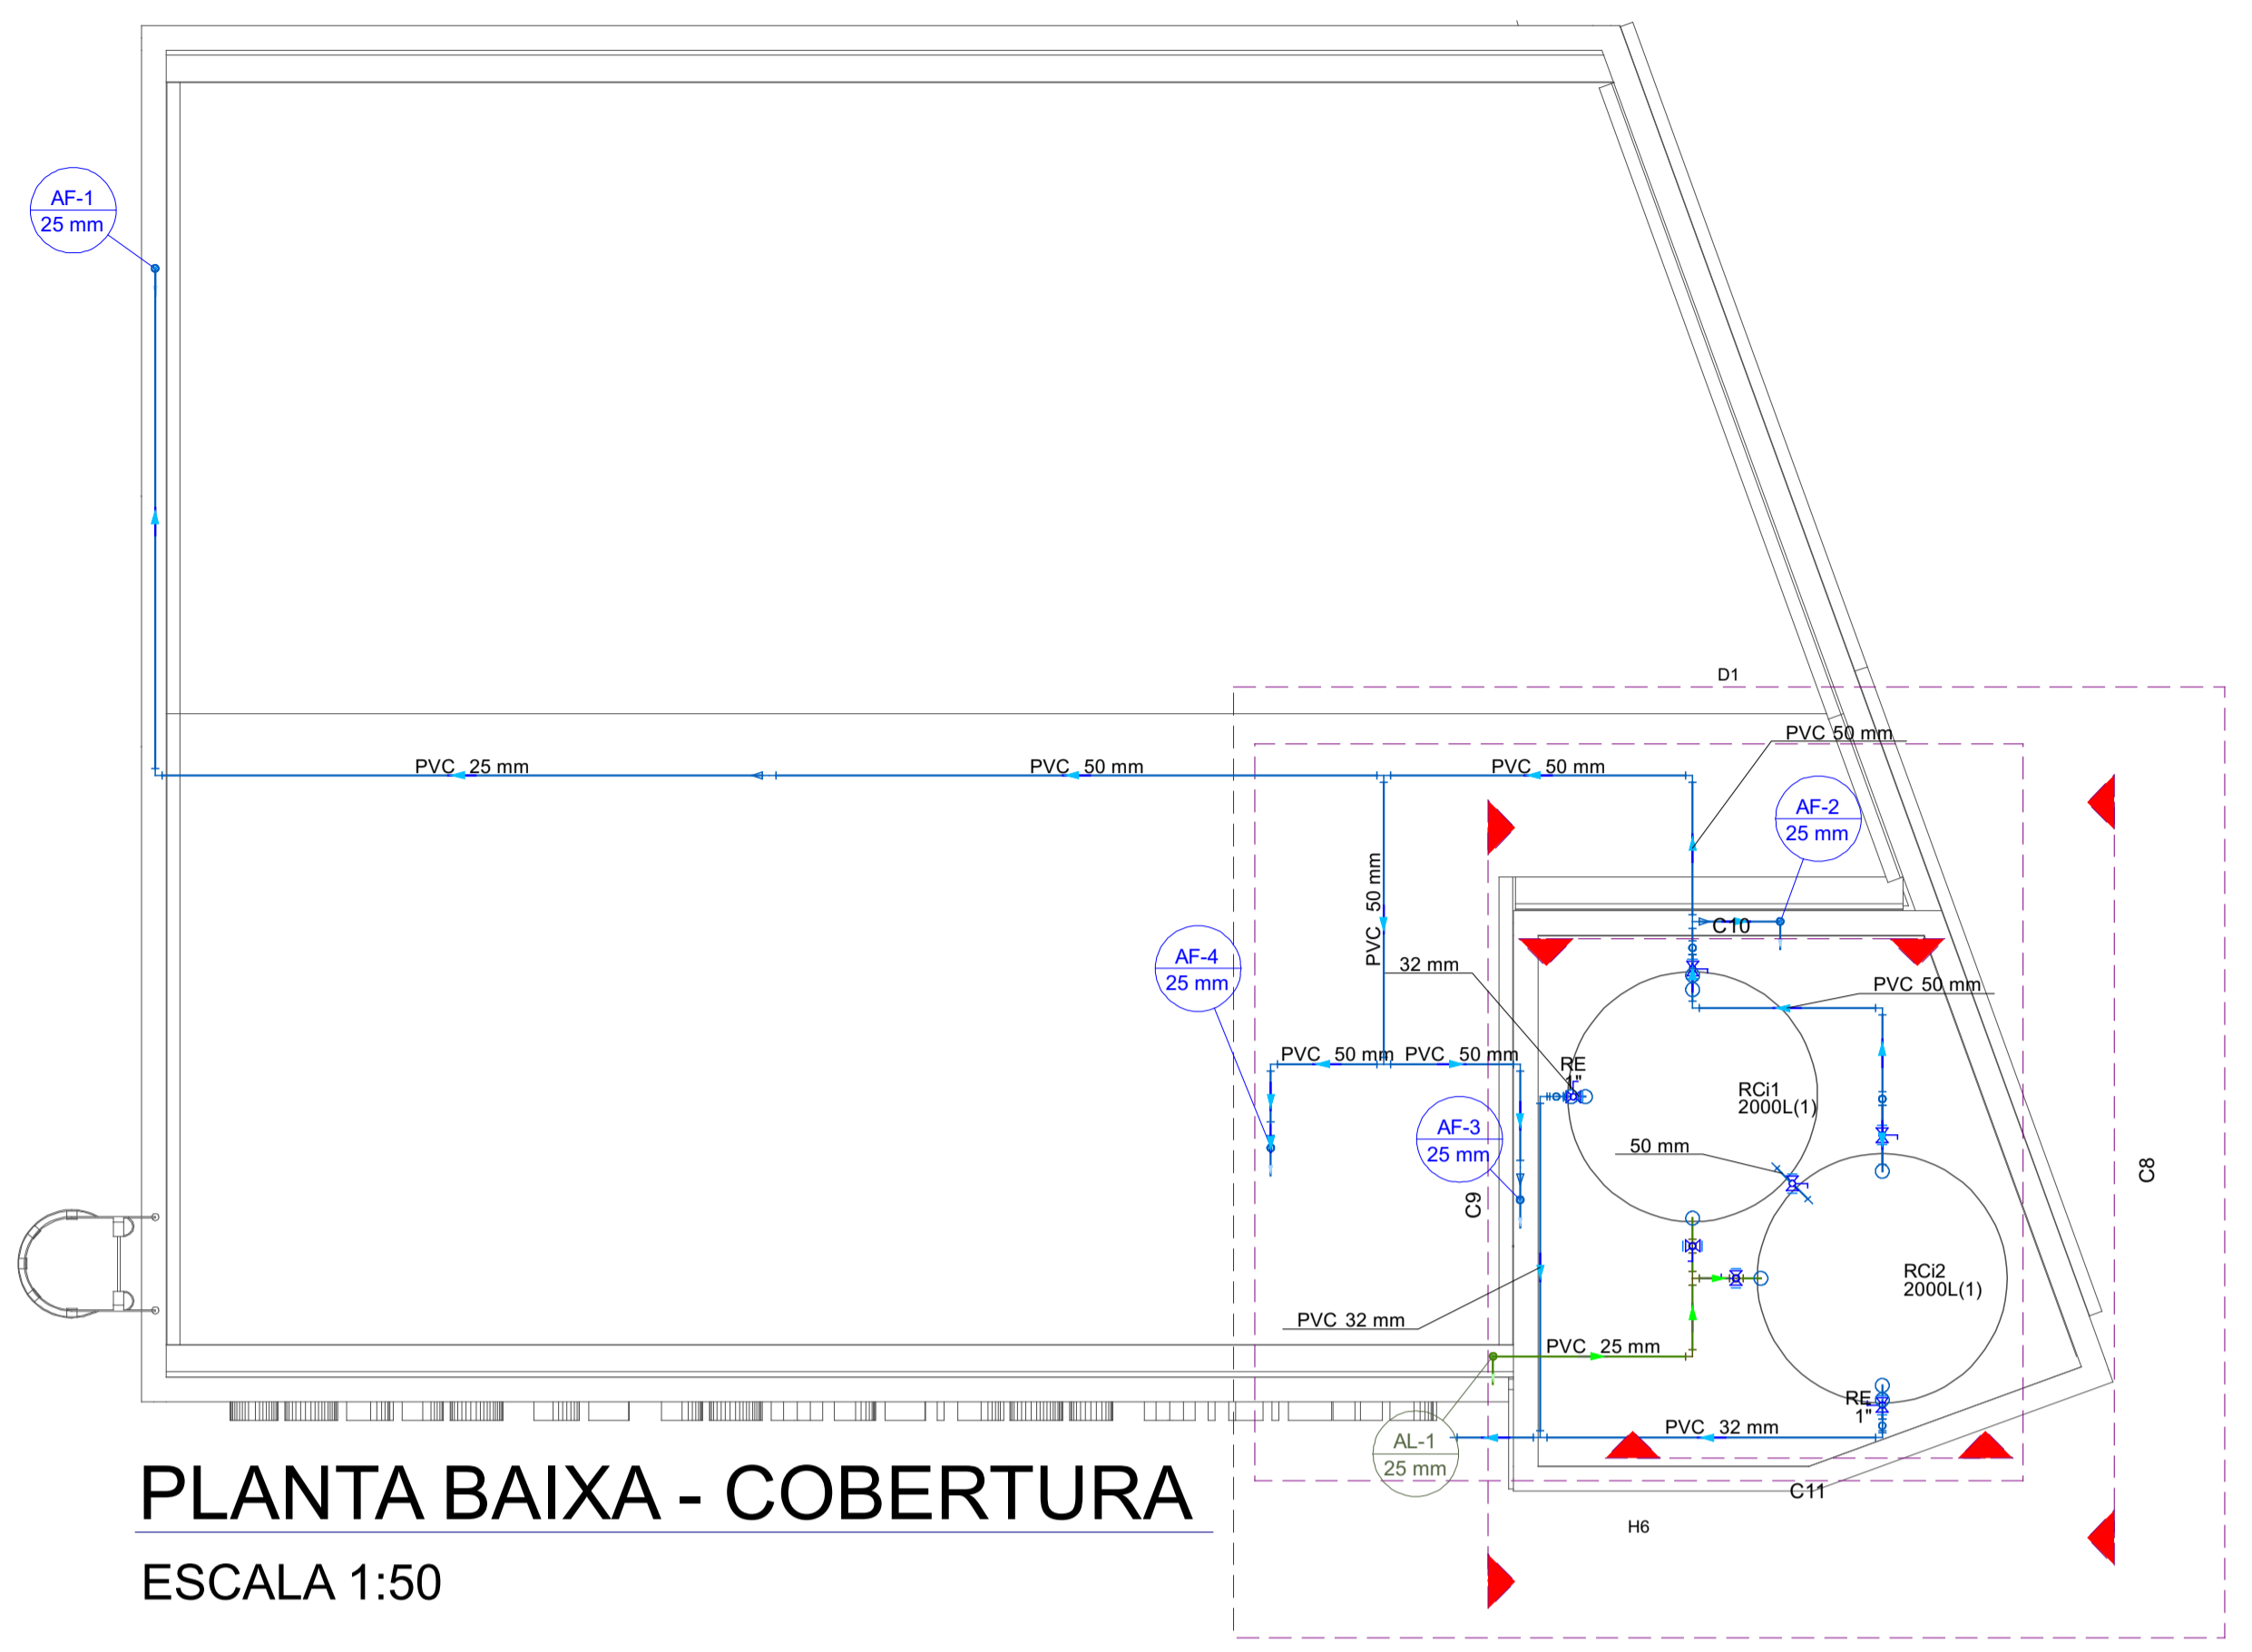 AF-1
25 mm
D1
PVC 50 mm
PVC 25 mm
PVC 50 mm
PVC 50 mm
AF-2
25 mm
PVC 50 mm
C10
AF-4
25 mm
32 mm
PVC 50 mm
PVC 50 mm
PVC 50 mm
RE
1"
RCi1
2000L(1)
AF-3
25 mm
50 mm
C8
C9
RCi2
2000L(1)
PVC 32 mm
PVC 25 mm
RE
1"
PVC 32 mm
AL-1
25 mm
C11
H6
PLANTA BAIXA - COBERTURA
ESCALA 1:50